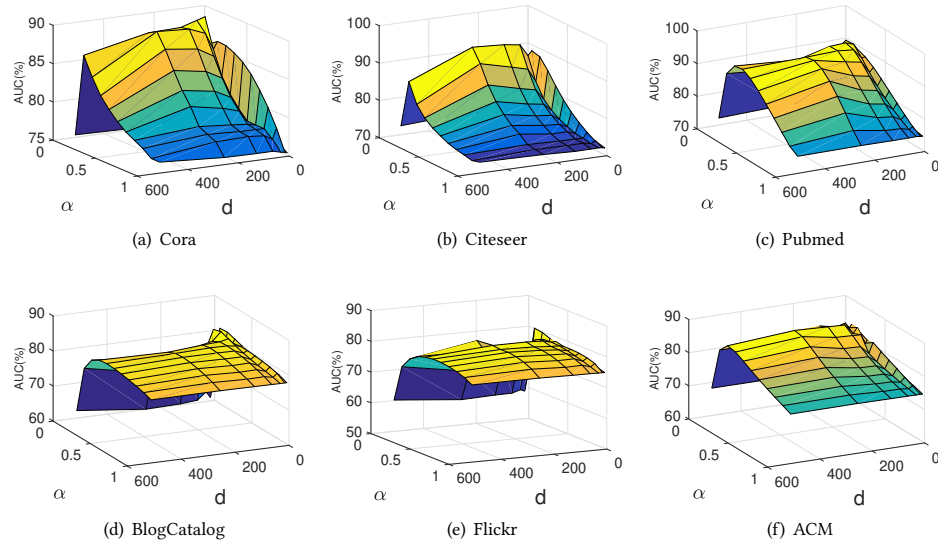 90
85
80
75
AUC(%)
0
0.5
1
600
400
200
0
α
d
(a) Cora
100
90
80
70
AUC(%)
0
0.5
1
600
400
200
0
α
d
(b) Citeseer
100
90
80
70
AUC(%)
0
0.5
1
600
400
200
0
α
d
(c) Pubmed
90
80
70
60
AUC(%)
0
0.5
1
600
400
200
0
α
d
(d) BlogCatalog
90
80
70
60
50
AUC(%)
0
0.5
1
600
400
200
0
α
d
(e) Flickr
90
80
70
60
AUC(%)
0
0.5
1
600
400
200
0
α
d
(f) ACM